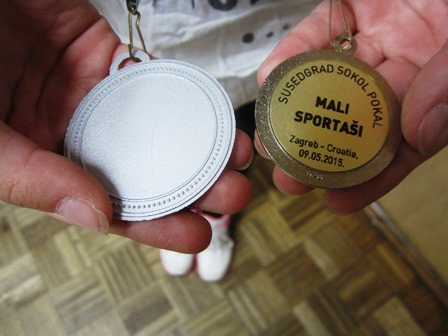 SUSEDGRAD SOKOL POKAL
MALI
SPORTAŠI
Zagreb - Croatia,
09.05.2015.